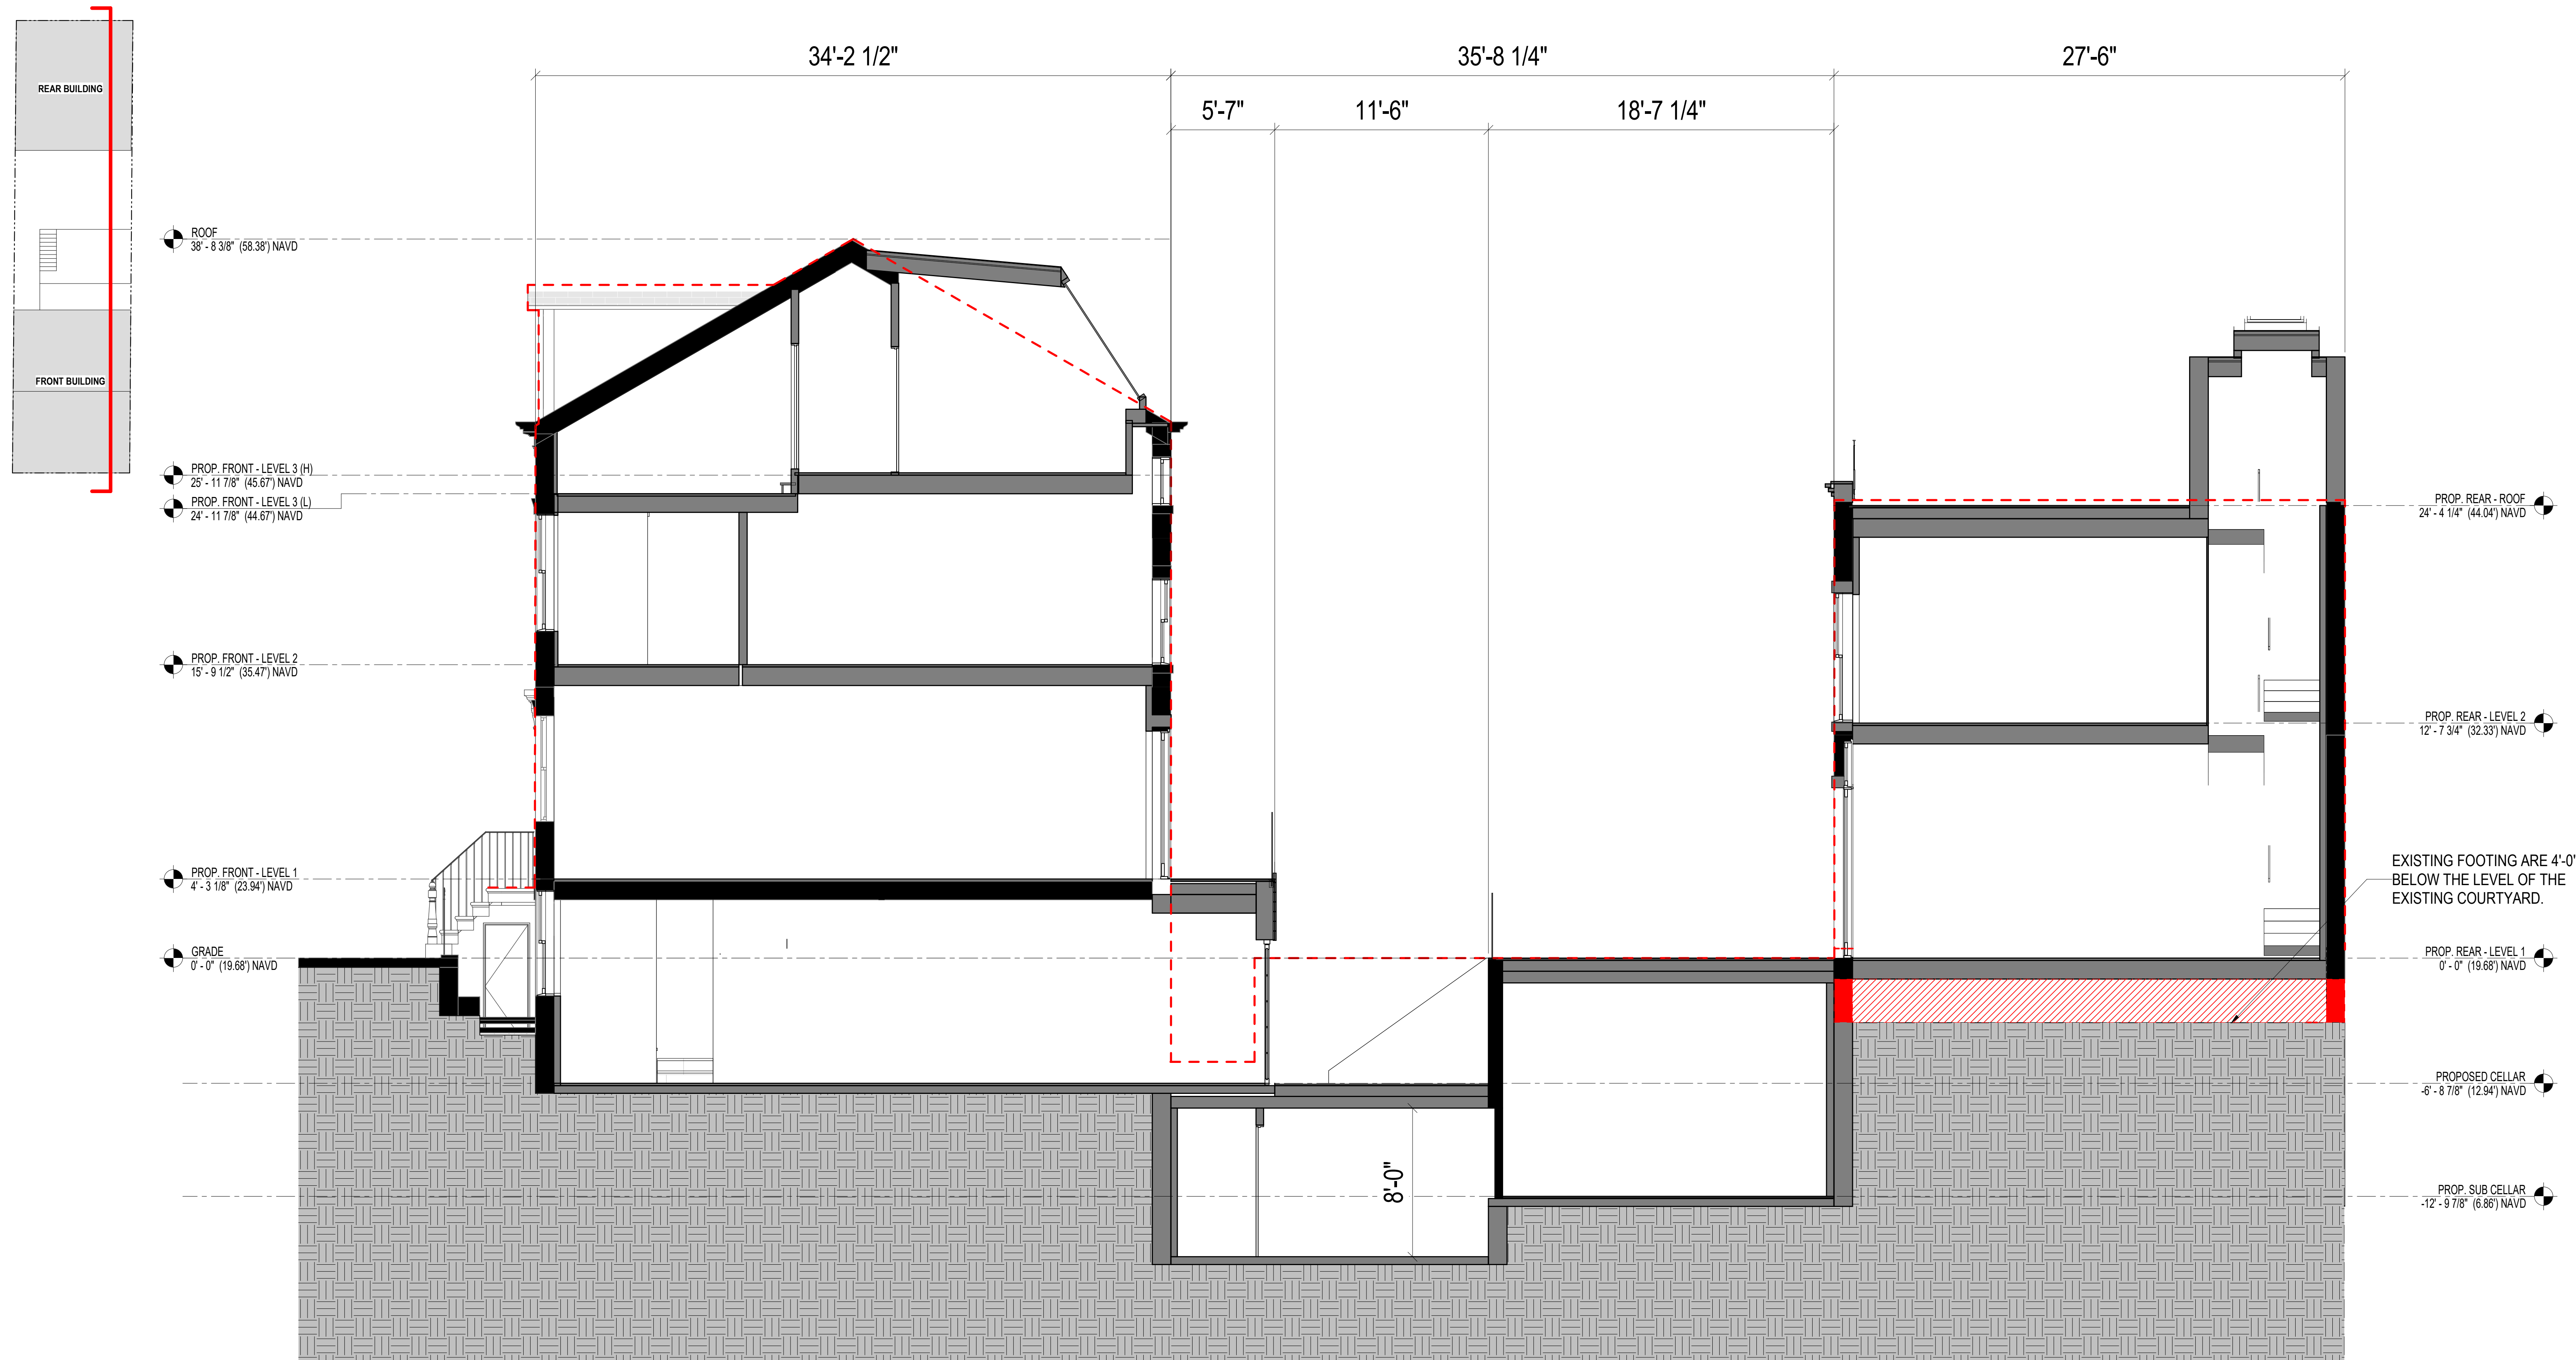 34'-2 1/2"
35'-8 1/4"
27'-6"
5'-7"
11'-6"
18'-7 1/4"
REAR BUILDING
FRONT BUILDING
ROOF
38' - 8 3/8" (58.38') NAVD
PROP. FRONT - LEVEL 3 (H)
25' - 11 7/8" (45.67') NAVD
PROP. FRONT - LEVEL 3 (L)
24' - 11 7/8" (44.67') NAVD
PROP. FRONT - LEVEL 2
15' - 9 1/2" (35.47') NAVD
PROP. FRONT - LEVEL 1
4' - 3 1/8" (23.94') NAVD
GRADE
0' - 0" (19.68') NAVD
8'-0"
PROP. REAR - ROOF
24' - 4 1/4" (44.04') NAVD
PROP. REAR - LEVEL 2
12' - 7 3/4" (32.33') NAVD
EXISTING FOOTING ARE 4'-0"
BELOW THE LEVEL OF THE
EXISTING COURTYARD.
PROP. REAR - LEVEL 1
0' - 0" (19.68') NAVD
PROPOSED CELLAR
-6' - 8 7/8" (12.94') NAVD
PROP. SUB CELLAR
-12' - 9 7/8" (6.86') NAVD